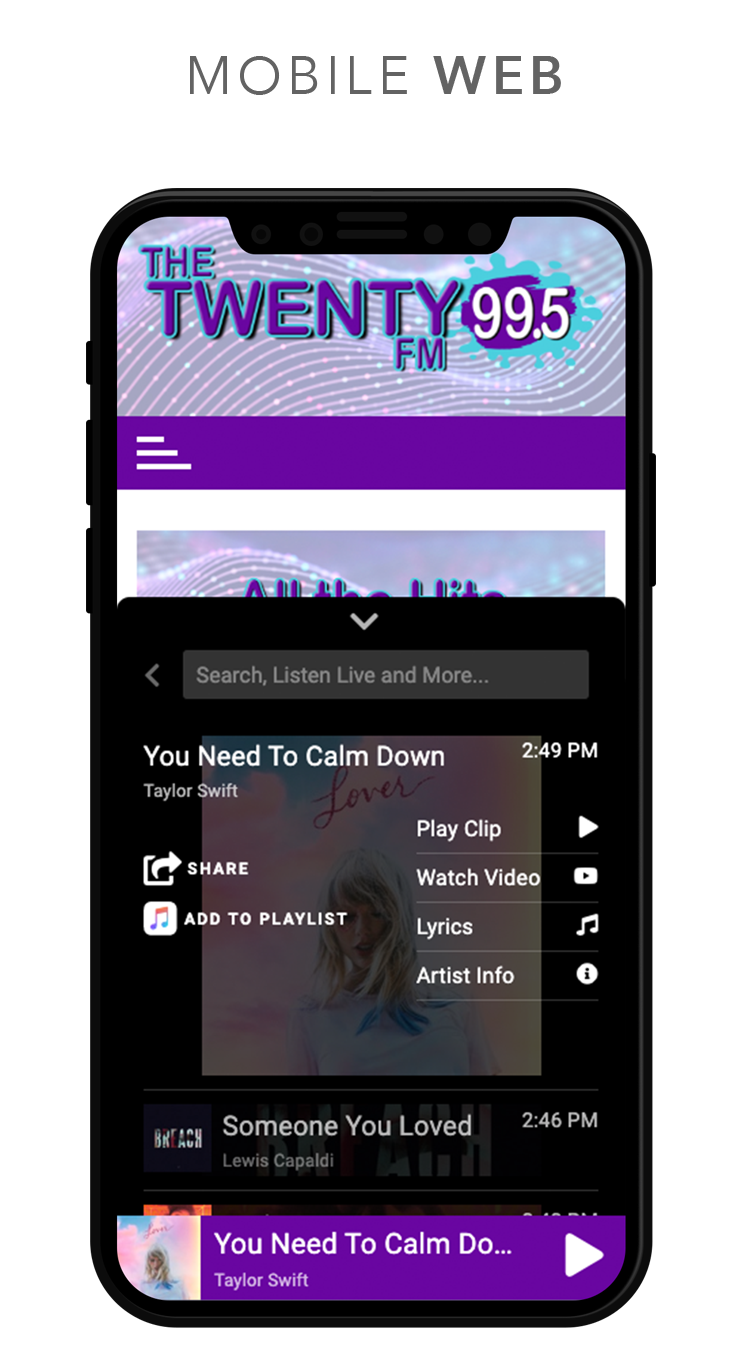 MOBILE WEB
THE
TWENTY 99.5
FM
All the Hits
Search, Listen Live and More...
You Need To Calm Down
2:49 PM
Taylor Swift
Lover
Play Clip
SHARE
Watch Video
ADD TO PLAYLIST
Lyrics
Artist Info
BREACH
Someone You Loved
2:46 PM
BREACH
Lewis Capaldi
Lover
You Need To Calm Do...
Taylor Swift